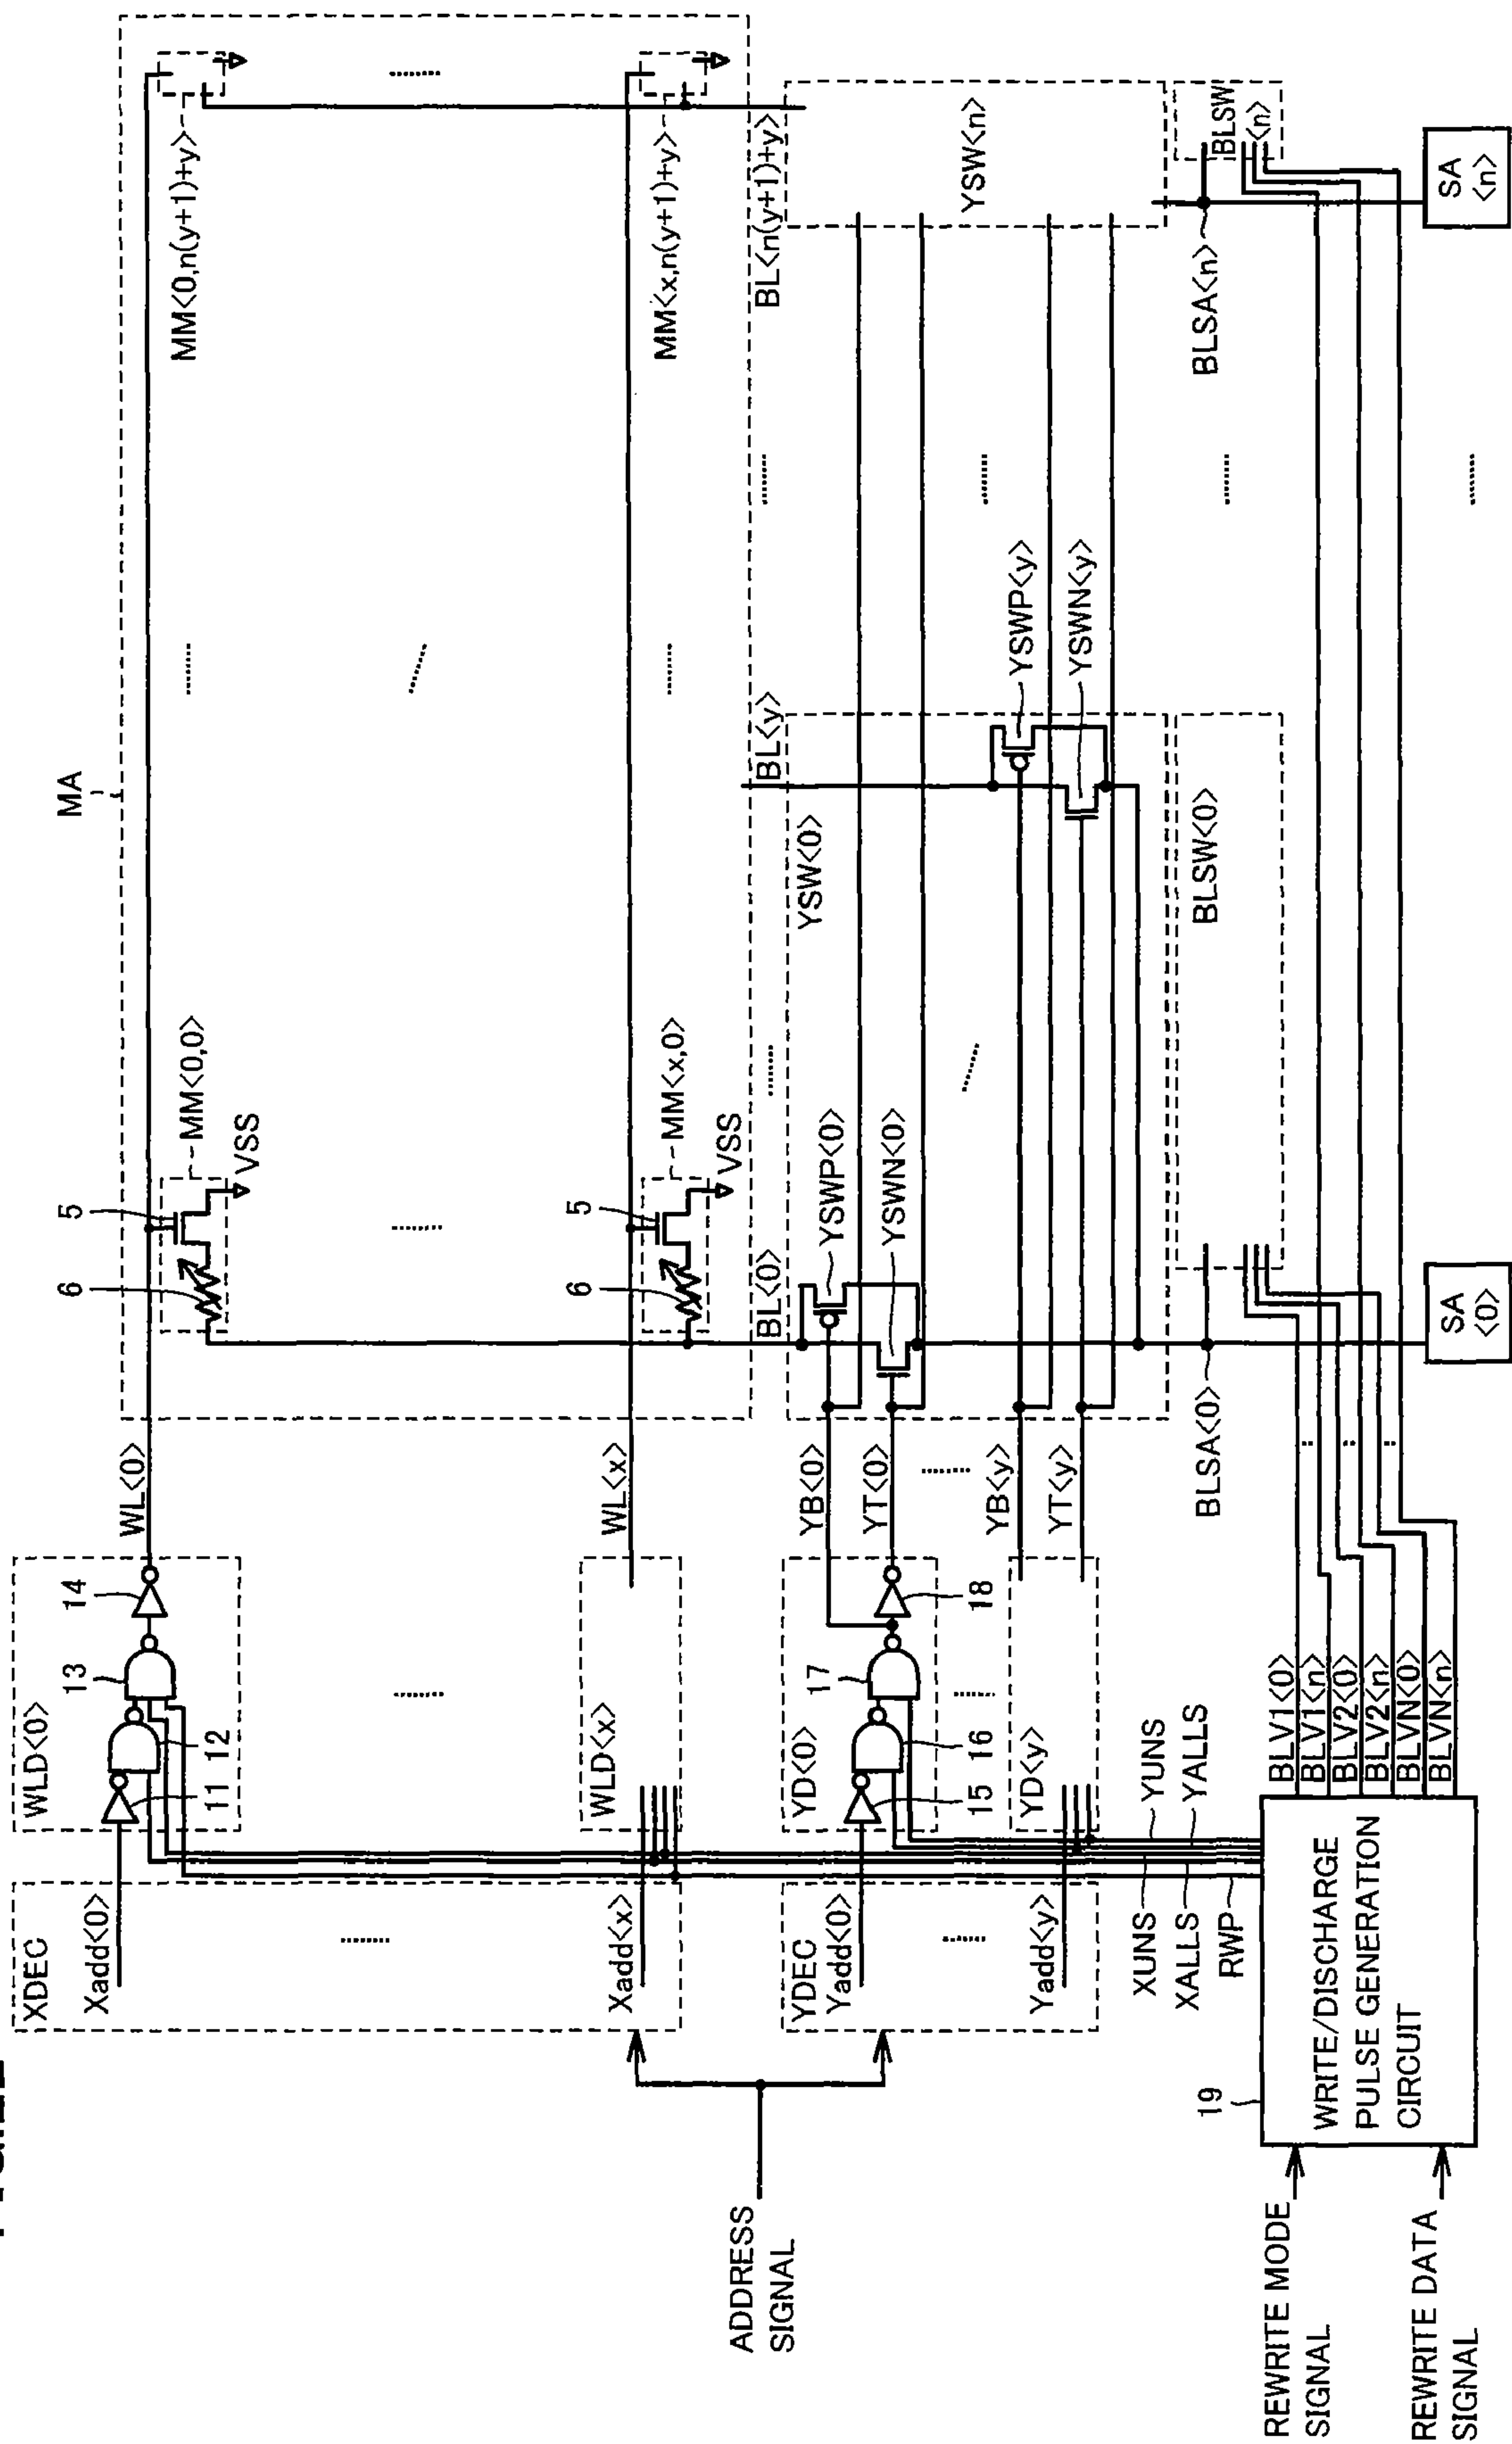 MA
WLD<0>
14
13
12
11
WL<0>
5
6
MM<0,0>
VSS
MM<0,n(y+1)+y>
XDEC
Xadd<0>
Xadd<x>
WLD<x>
WL<x>
5
6
MM<x,0>
VSS
MM<x,n(y+1)+y>
ADDRESS
SIGNAL
BL<0>
BL<y>
BL<n(y+1)+y>
YDEC
Yadd<0>
Yadd<y>
YD<0>
17
18
16
15
YD<y>
YB<0>
YT<0>
YB<y>
YT<y>
YSWP<0>
YSWN<0>
YSW<0>
YSWP<y>
YSWN<y>
YSW<n>
XUNS
XALLS
RWP
YUNS
YALLS
BLSA<0>
BLSW<0>
BLSA<n>
BLSW
<n>
19
REWRITE MODE
SIGNAL
REWRITE DATA
SIGNAL
WRITE/DISCHARGE
PULSE GENERATION
CIRCUIT
BLV1<0>
BLV1<n>
BLV2<0>
BLV2<n>
BLVN<0>
BLVN<n>
SA
<0>
SA
<n>